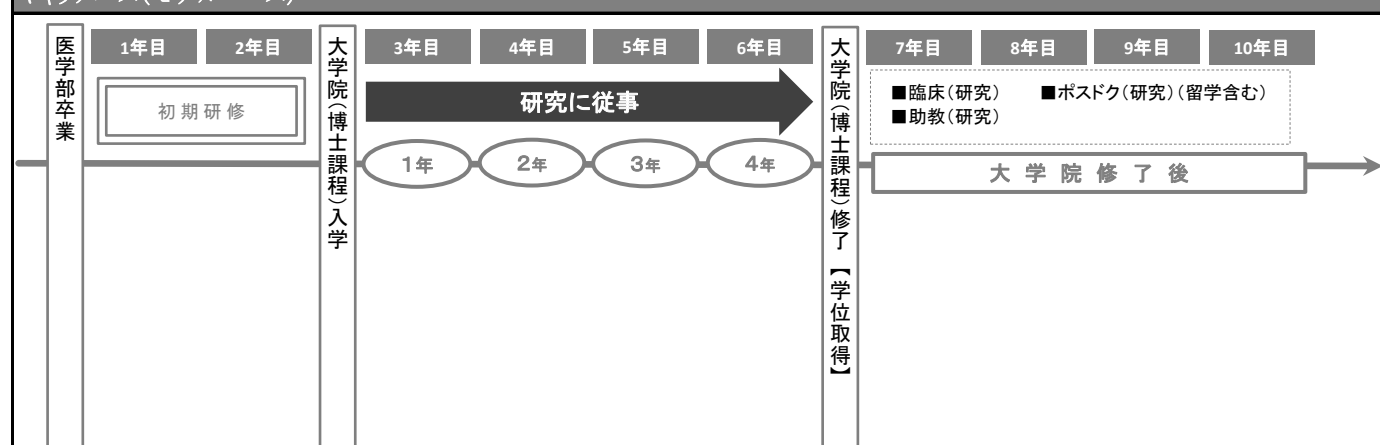 医学部卒業
1年目
2年目
初期研修
大学院(博士課程)入学
3年目
4年目
5年目
6年目
研究に従事
1年
2年
3年
4年
大学院(博士課程)修了【学位取得】
7年目
8年目
9年目
10年目
■臨床(研究) ■ポスドク(研究)(留学含む)
■助教(研究)
大学院修了後